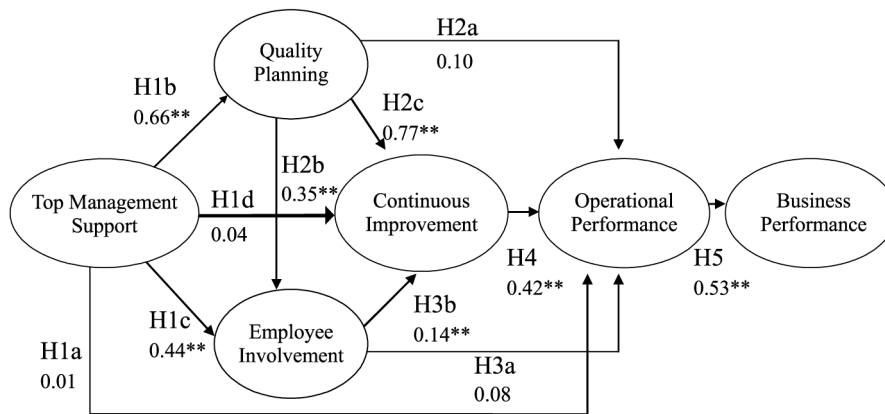 H2a
0.10
Quality
Planning
H1b
0.66**
H2c
0.77**
H2b
0.35**
Top Management
Support
H1d
0.04
Continuous
Improvement
Operational
Performance
Business
Performance
H4
0.42**
H5
0.53**
H1c
0.44**
Employee
Involvement
H3b
0.14**
H1a
0.01
H3a
0.08